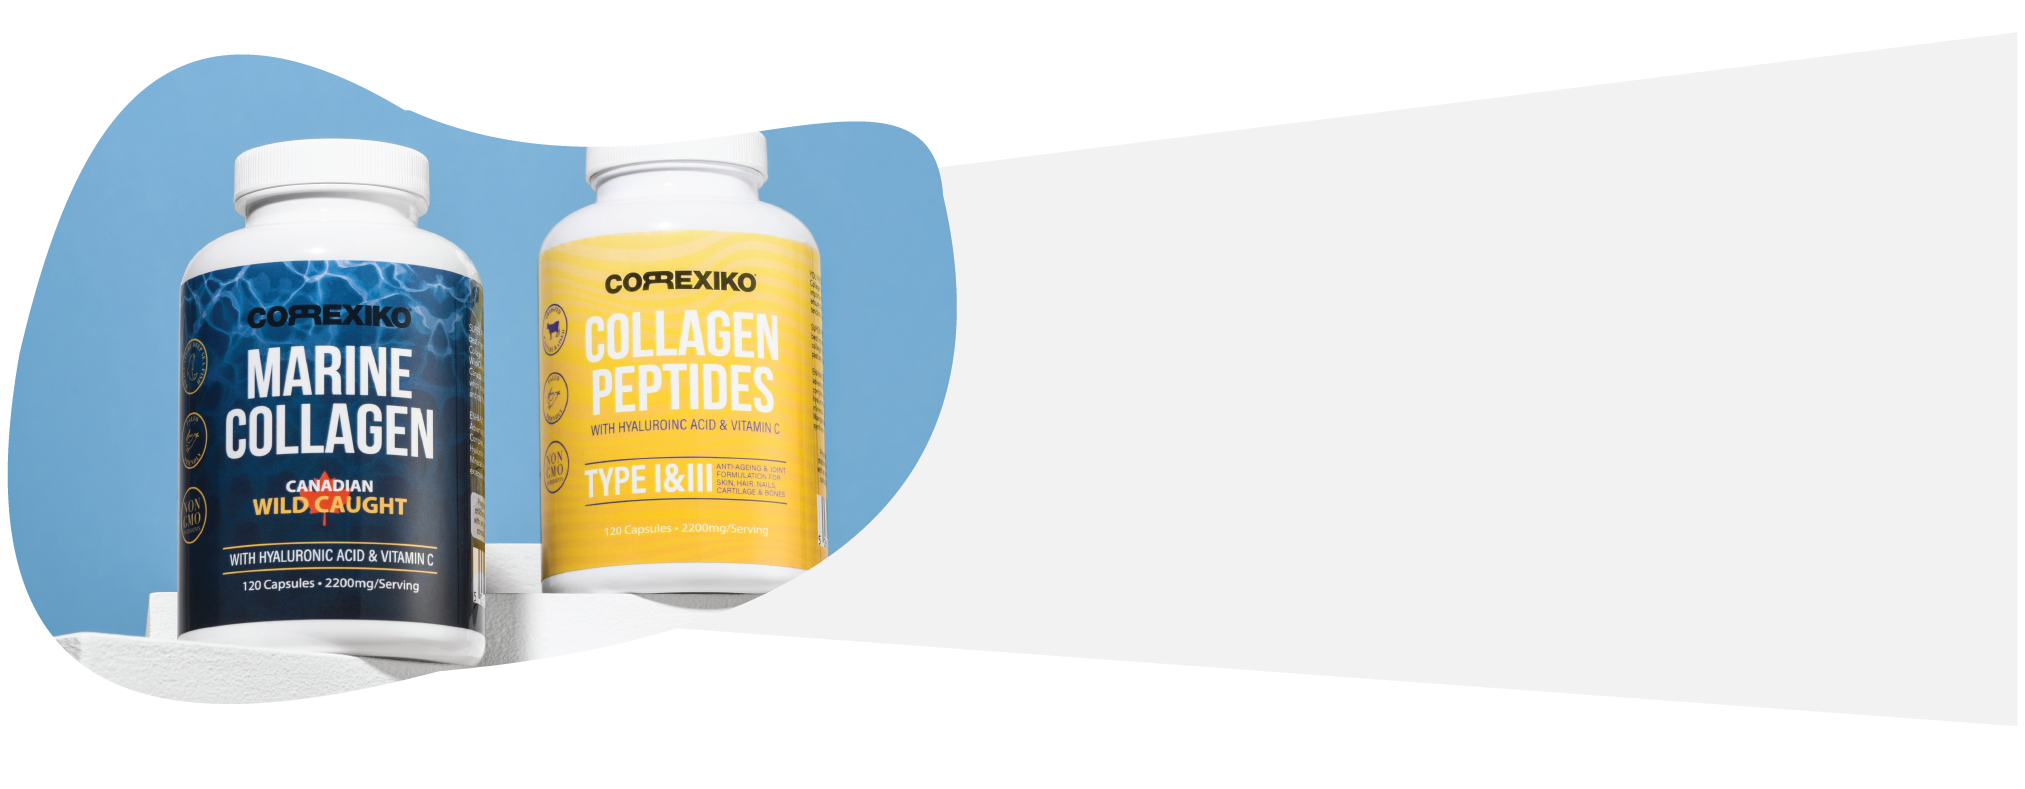 CORREXIKO
MARINE
COLLAGEN
CANADIAN
WILD CAUGHT
WITH HYALURONIC ACID & VITAMIN C
120 Capsules • 2200mg/Serving
NON
GMO
CORREXIKO
COLLAGEN
PEPTIDES
WITH HYALUROINC ACID & VITAMIN C
TYPE I&III
ANTI-AGEING & JOINT
FORMULATION FOR
SKIN, HAIR, NAILS,
CARTILAGE & BONES
120 Capsules • 2200mg/Serving
NON
GMO